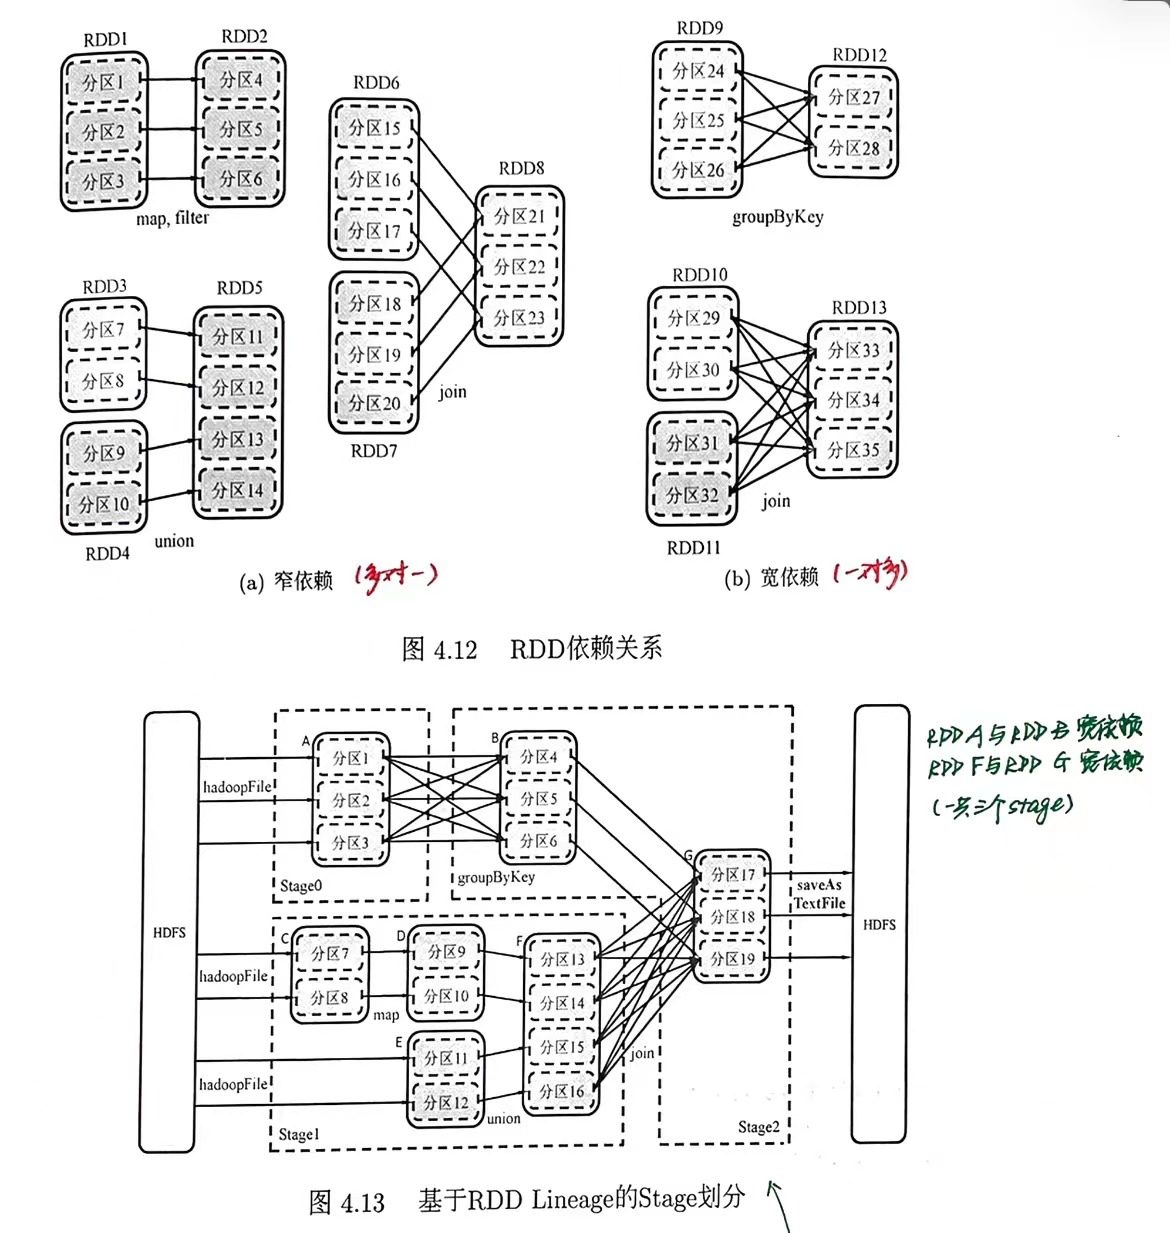 RDD1
RDD2
分区1
分区4
分区2
分区5
分区3
分区6
map, filter
RDD3
RDD5
分区7
分区8
分区11
分区12
分区9
分区10
分区13
分区14
RDD4
union
RDD6
分区15
分区16
分区17
RDD8
分区21
分区22
分区23
分区18
分区19
分区20
join
RDD7
(a) 窄依赖 (多对一)
RDD9
RDD12
分区24
分区25
分区26
分区27
分区28
groupByKey
RDD10
RDD13
分区29
分区30
分区33
分区34
分区35
分区31
分区32
join
RDD11
(b) 宽依赖 (一对多)
图 4.12 RDD依赖关系
HDFS
hadoopFile
hadoopFile
hadoopFile
A
分区1
分区2
分区3
Stage0
B
分区4
分区5
分区6
groupByKey
C
分区7
分区8
map
D
分区9
分区10
E
分区11
分区12
union
F
分区13
分区14
分区15
分区16
join
Stage1
G
分区17
分区18
分区19
Stage2
saveAs
TextFile
HDFS
RDD A与RDD B 宽依赖
RDD F与RDD G 宽依赖
(一共三个stage)
图 4.13 基于RDD Lineage的Stage划分